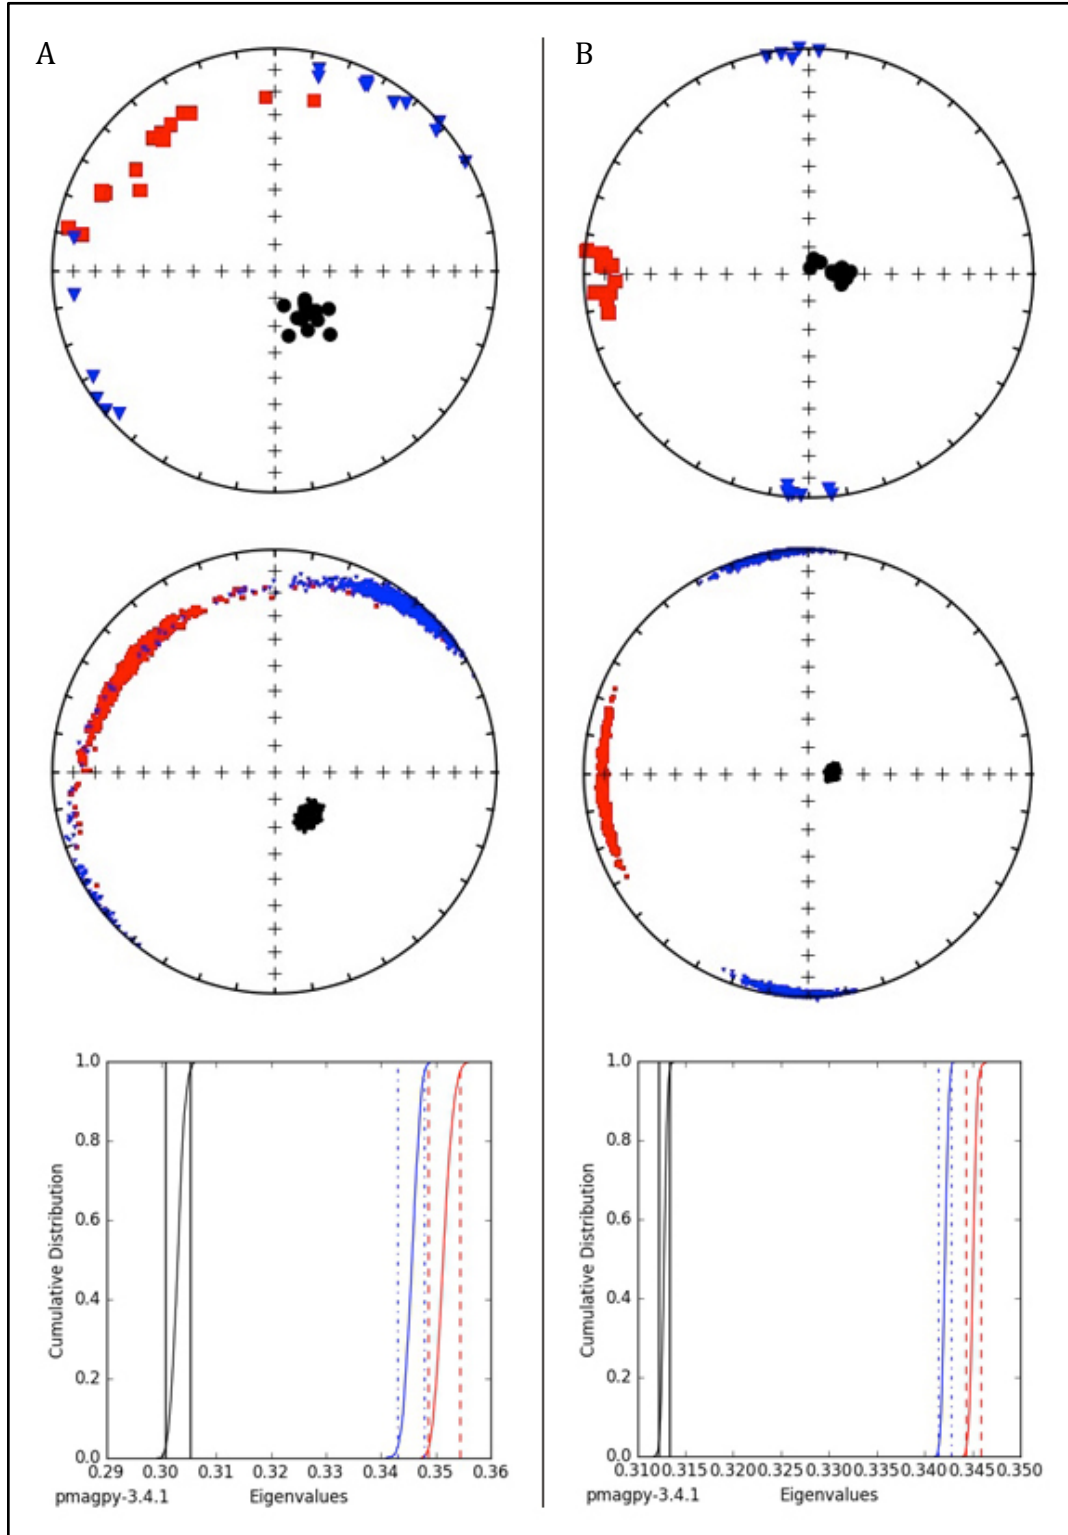 A
B
1.0
0.8
0.6
0.4
0.2
0.0
Cumulative Distribution
0.29 0.30 0.31 0.32 0.33 0.34 0.35 0.36
pmagpy-3.4.1 Eigenvalues
1.0
0.8
0.6
0.4
0.2
0.0
Cumulative Distribution
0.310 0.315 0.320 0.325 0.330 0.335 0.340 0.345 0.350
pmagpy-3.4.1 Eigenvalues